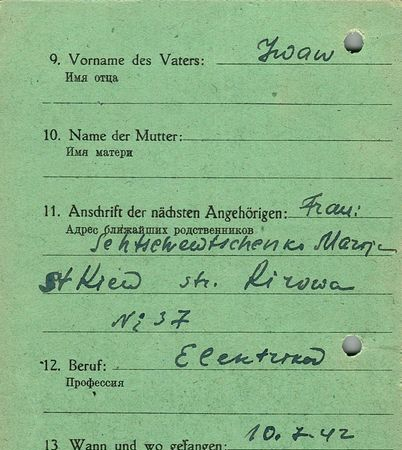 9. Vorname des Vaters: Iwan
Имя отца
10. Name der Mutter:
Имя матери
11. Anschrift der nächsten Angehörigen: Frau:
Адрес ближайших родственников
Schtschewtschenko
st Kiew str. Kirowa
№ 37
12. Beruf:
Профессия
13 Wann und wo gefangen: 10.7.42